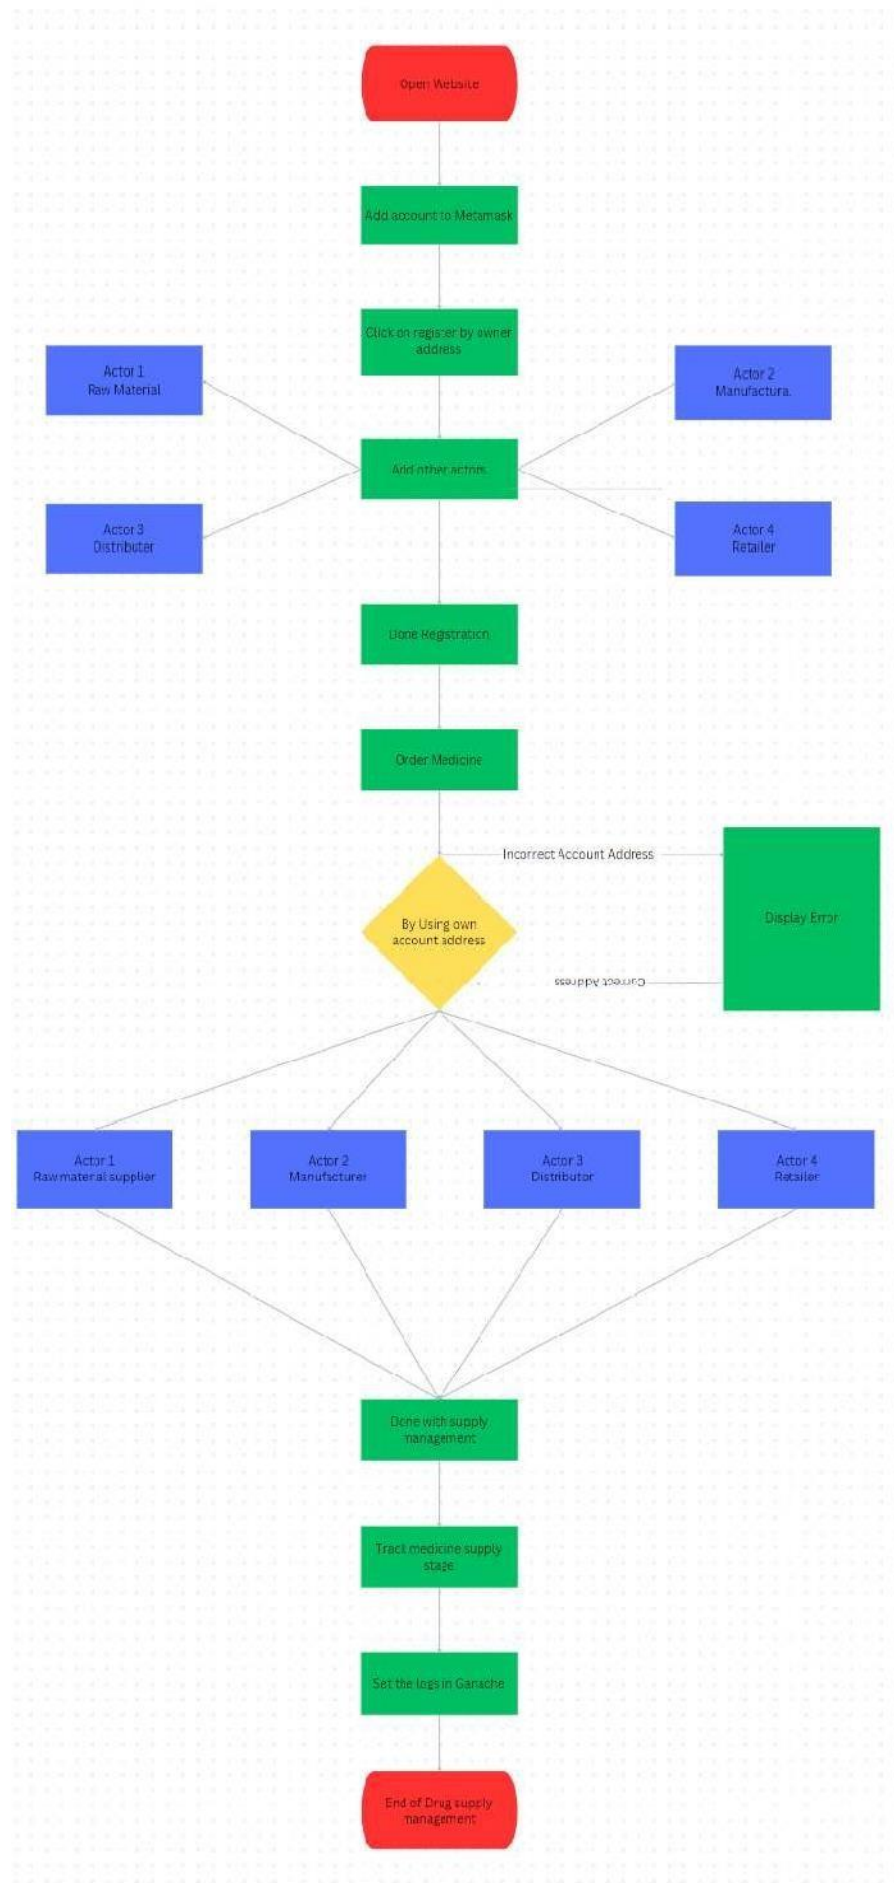 Open Website
Add account to Metamask
Click on register by owner
address
Actor 1
Raw Material
Actor 2
Manufactura.
Add other actors
Actor 3
Distributer
Actor 4
Retailer
Done Registration
Order Medicine
Incorrect Account Address
By Using own
account address
Display Error
Correct Address
Actor 1
Raw material supplier
Actor 2
Manufacturer
Actor 3
Distributor
Actor 4
Retailer
Done with supply
management
Track medicine supply
stage
Set the logs in Ganache
End of Drug supply
management